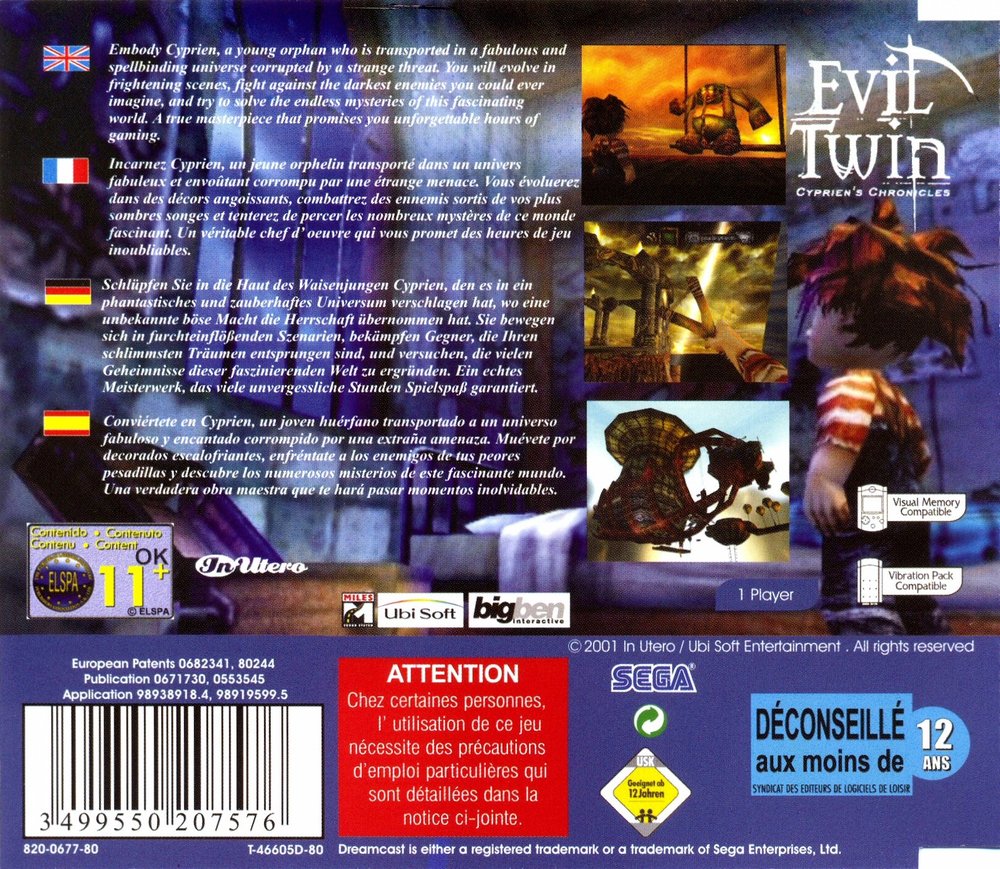 Embody Cyprien, a young orphan who is transported in a fabulous and
spellbinding universe corrupted by a strange threat. You will evolve in
frightening scenes, fight against the darkest enemies you could ever
imagine, and try to solve the endless mysteries of this fascinating
world. A true masterpiece that promises you unforgettable hours of
gaming.
Incarnez Cyprien, un jeune orphelin transporté dans un univers
fabuleux et envoûtant corrompu par une étrange menace. Vous évoluerez
dans des décors angoissants, combattrez des ennemis sortis de vos plus
sombres songes et tenterez de percer les nombreux mystères de ce monde
fascinant. Un véritable chef d'oeuvre qui vous promet des heures de jeu
inoubliables.
Schlüpfen Sie in die Haut des Waisenjungen Cyprien, den es in ein
phantastisches und zauberhaftes Universum verschlagen hat, wo eine
unbekannte böse Macht die Herrschaft übernommen hat. Sie bewegen
sich in furchteinflößenden Szenarien, bekämpfen Gegner, die Ihren
schlimmsten Träumen entsprungen sind, und versuchen, die vielen
Geheimnisse dieser faszinierenden Welt zu ergründen. Ein echtes
Meisterwerk, das viele unvergessliche Stunden Spielspaß garantiert.
Conviértete en Cyprien, un joven huérfano transportado a un universo
fabuloso y encantado corrompido por una extraña amenaza. Muévete por
decorados escalofriantes, enfréntate a los enemigos de tus peores
pesadillas y descubre los numerosos misterios de este fascinante mundo.
Una verdadera obra maestra que te hará pasar momentos inolvidables.
EVIL
TWIN
CYPRIEN'S CHRONICLES
Visual Memory
Compatible
Vibration Pack
Compatible
1 Player
Contenido • Contenuto
Contenu • Content
OK
ELSPA
11+
© ELSPA
In Utero
MILES
Ubi Soft
bigben
interactive
© 2001 In Utero / Ubi Soft Entertainment . All rights reserved
European Patents 0682341, 80244
Publication 0671730, 0553545
Application 98938918.4, 98919599.5
3 499550 207576
820-0677-80
T-46605D-80
ATTENTION
Chez certaines personnes,
l' utilisation de ce jeu
nécessite des précautions
d'emploi particulières qui
sont détaillées dans la
notice ci-jointe.
SEGA®
USK
Geeignet ab
12 Jahren
DÉCONSEILLÉ
aux moins de
12
ANS
SYNDICAT DES EDITEURS DE LOGICIELS DE LOISIR
Dreamcast is either a registered trademark or a trademark of Sega Enterprises, Ltd.